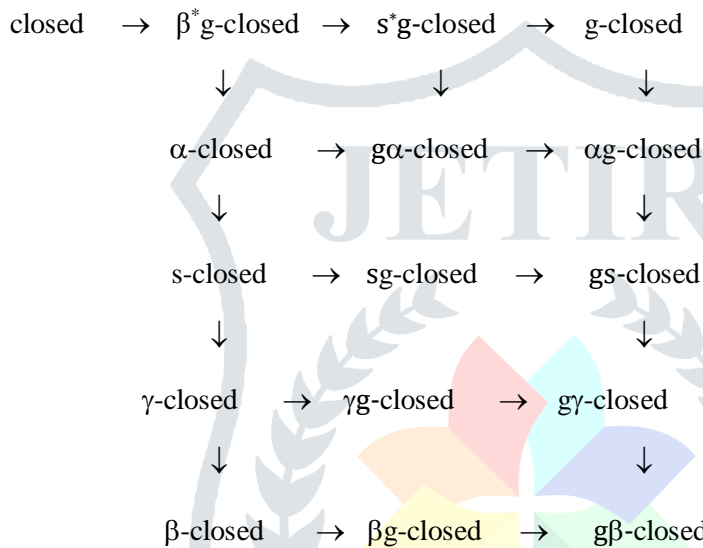 closed → β*g-closed → s*g-closed → g-closed
↓ ↓ ↓
α-closed → gα-closed → αg-closed
↓ ↓
JETIR
s-closed → sg-closed → gs-closed
↓ ↓
γ-closed → γg-closed → gγ-closed
↓ ↓
β-closed → βg-closed → gβ-closed